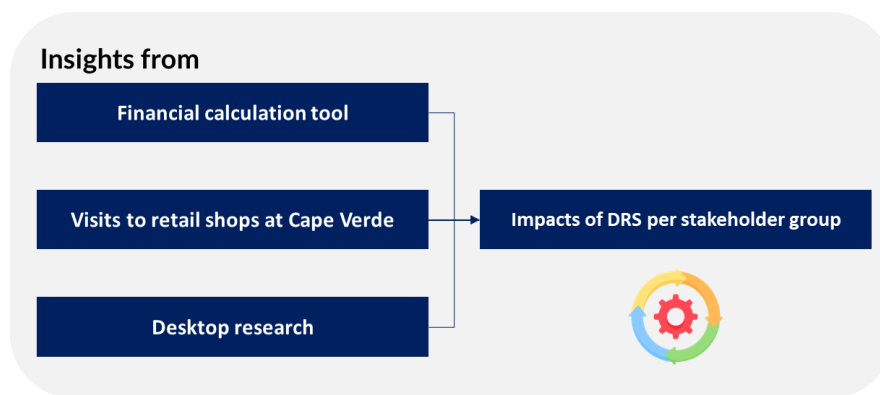 Insights from
Financial calculation tool
Visits to retail shops at Cape Verde
Impacts of DRS per stakeholder group
Desktop research